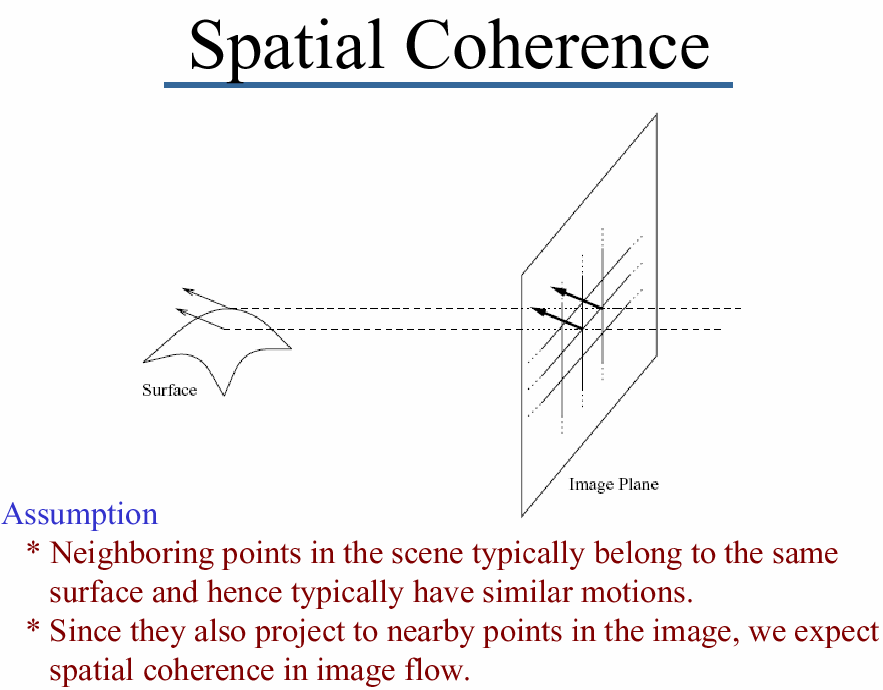 Spatial Coherence
Surface
Image Plane
Assumption
* Neighboring points in the scene typically belong to the same
surface and hence typically have similar motions.
* Since they also project to nearby points in the image, we expect
spatial coherence in image flow.